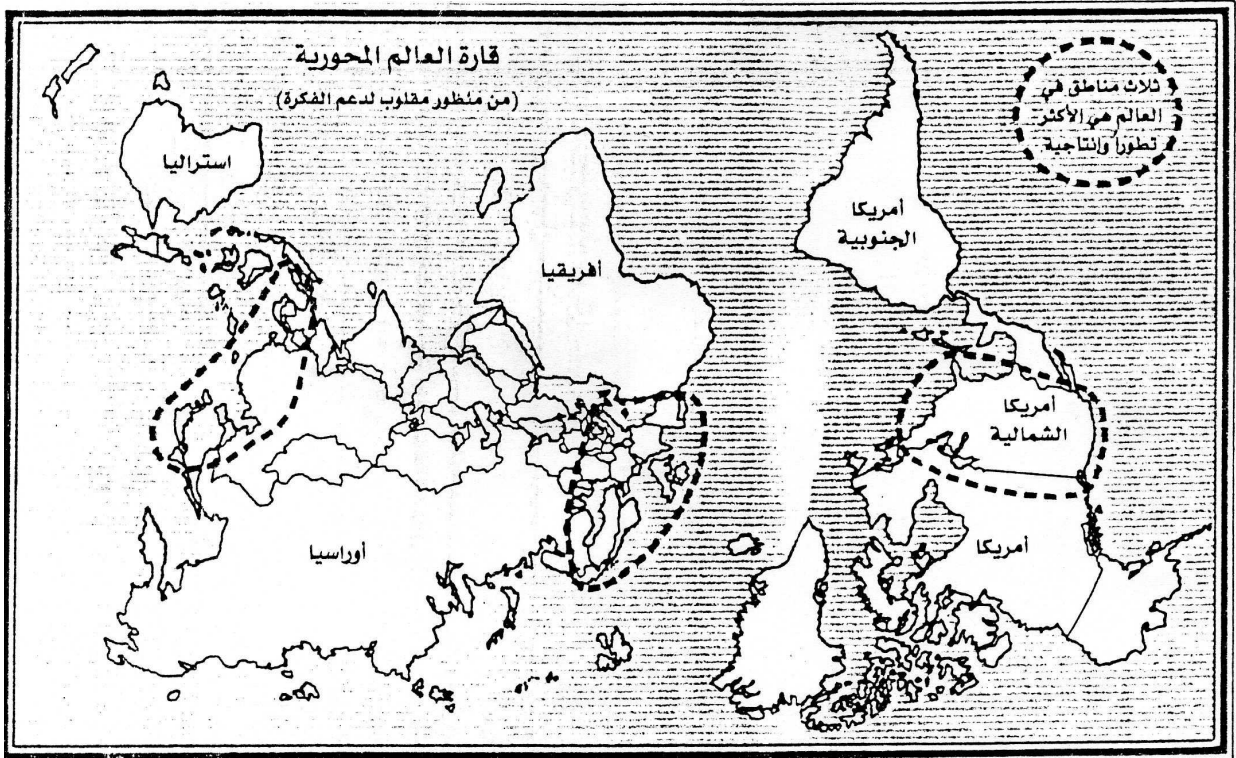 قارة العالم المحورية
(من منظور مقلوب لدعم الفكرة)
ثلاث مناطق في
العالم هي الأكثر
تطوراً وإنتاجية
استراليا
أفريقيا
أمريكا
الجنوبية
أمريكا
الشمالية
أوراسيا
أمريكا